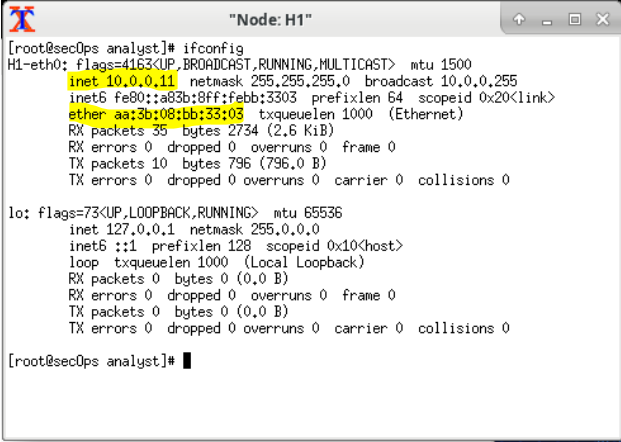 "Node: H1"
[root@secOps analyst]# ifconfig
H1-eth0: flags=4163<UP,BROADCAST,RUNNING,MULTICAST>  mtu 1500
        inet 10.0.0.11  netmask 255.255.255.0  broadcast 10.0.0.255
        inet6 fe80::a83b:8ff:febb:3303  prefixlen 64  scopeid 0x20<link>
        ether aa:3b:08:bb:33:03  txqueuelen 1000  (Ethernet)
        RX packets 35  bytes 2734 (2.6 KiB)
        RX errors 0  dropped 0  overruns 0  frame 0
        TX packets 10  bytes 796 (796.0 B)
        TX errors 0  dropped 0 overruns 0  carrier 0  collisions 0

lo: flags=73<UP,LOOPBACK,RUNNING>  mtu 65536
        inet 127.0.0.1  netmask 255.0.0.0
        inet6 ::1  prefixlen 128  scopeid 0x10<host>
        loop  txqueuelen 1000  (Local Loopback)
        RX packets 0  bytes 0 (0.0 B)
        RX errors 0  dropped 0  overruns 0  frame 0
        TX packets 0  bytes 0 (0.0 B)
        TX errors 0  dropped 0 overruns 0  carrier 0  collisions 0

[root@secOps analyst]#